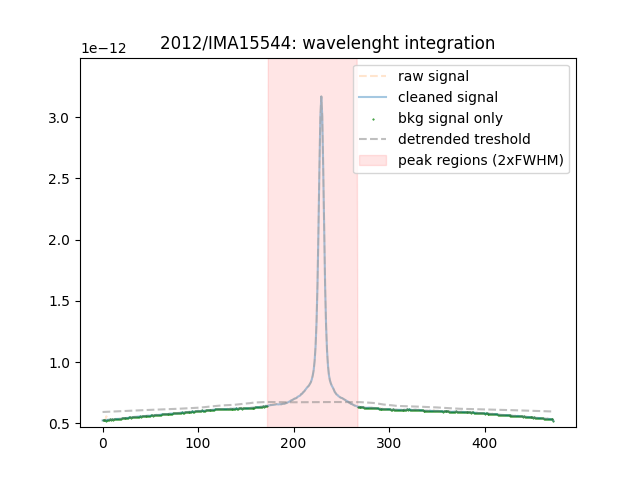 2012/IMA15544: wavelenght integration
1e−12
raw signal
cleaned signal
bkg signal only
detrended treshold
peak regions (2xFWHM)
3.0
2.5
2.0
1.5
1.0
0.5
0 100 200 300 400